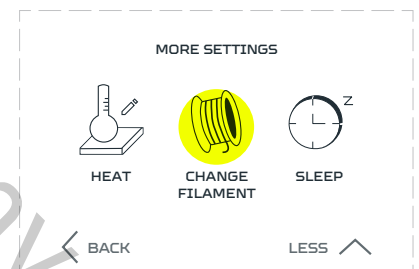 MORE SETTINGS
Z
HEAT
CHANGE
FILAMENT
SLEEP
BACK
LESS